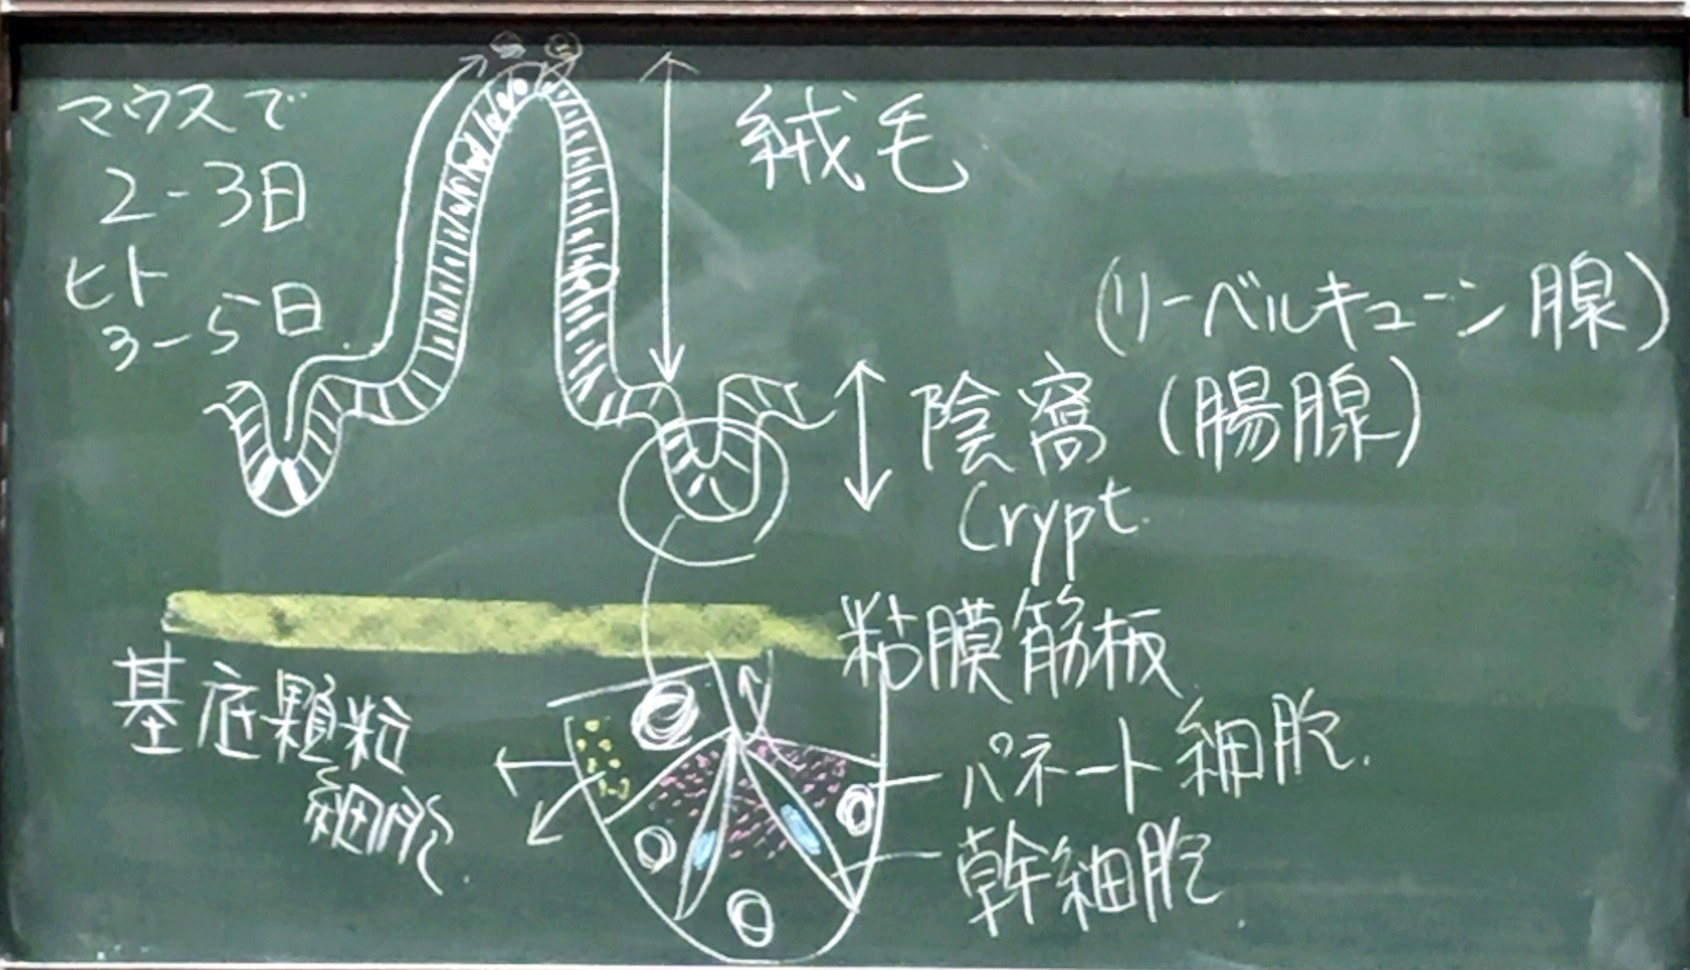 マウスで
2-3日
ヒト
3-5日
絨毛
(リーベルキューン腺)
陰窩(腸腺)
Crypt.
粘膜筋板
基底顆粒
細胞.
パネート細胞.
幹細胞